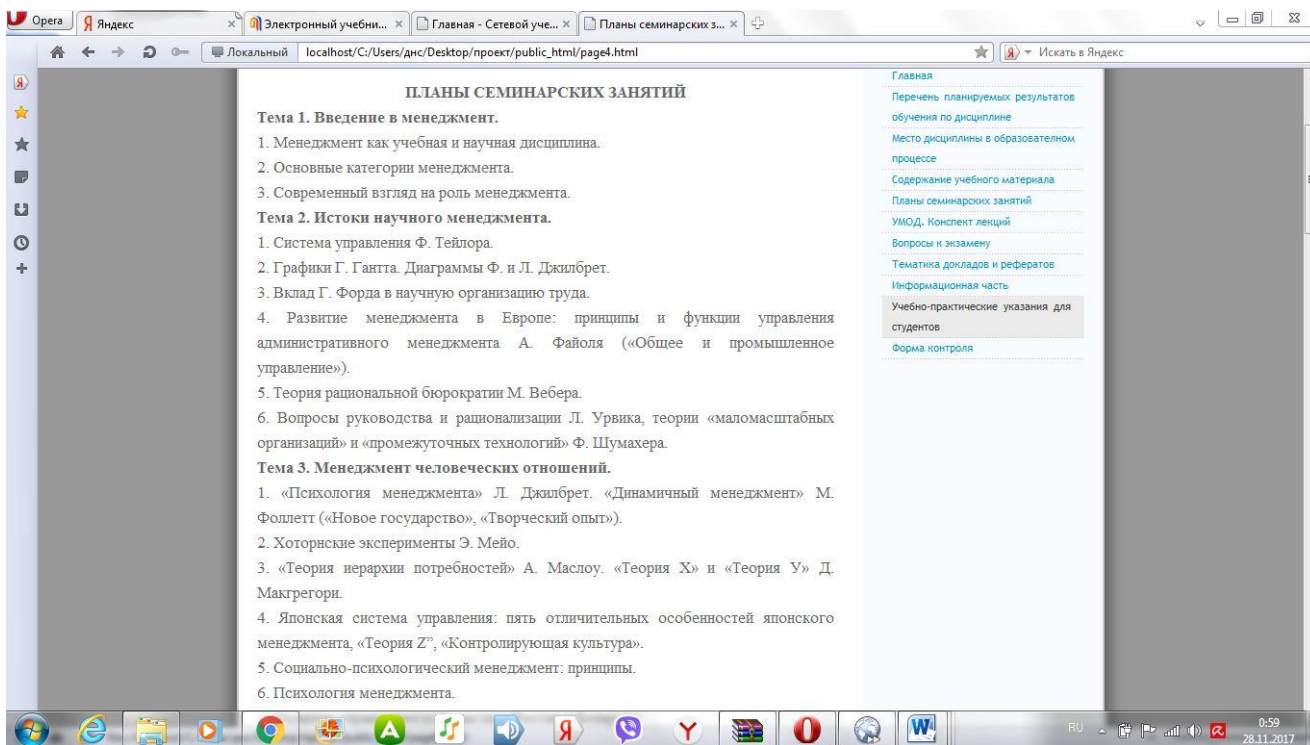 Opera
Яндекс
Электронный учебни...
Главная - Сетевой уче...
Планы семинарских з...
Локальный
localhost/C:/Users/днс/Desktop/проект/public_html/page4.html
Искать в Яндекс
ПЛАНЫ СЕМИНАРСКИХ ЗАНЯТИЙ
Тема 1. Введение в менеджмент.
1. Менеджмент как учебная и научная дисциплина.
2. Основные категории менеджмента.
3. Современный взгляд на роль менеджмента.
Тема 2. Истоки научного менеджмента.
1. Система управления Ф. Тейлора.
2. Графики Г. Гантта. Диаграммы Ф. и Л. Джилбрет.
3. Вклад Г. Форда в научную организацию труда.
4. Развитие менеджмента в Европе: принципы и функции управления
административного менеджмента А. Файоля («Общее и промышленное
управление»).
5. Теория рациональной бюрократии М. Вебера.
6. Вопросы руководства и рационализации Л. Урвика, теории «маломасштабных
организаций» и «промежуточных технологий» Ф. Шумахера.
Тема 3. Менеджмент человеческих отношений.
1. «Психология менеджмента» Л. Джилбрет. «Динамичный менеджмент» М.
Фоллетт («Новое государство», «Творческий опыт»).
2. Хоторнские эксперименты Э. Мейо.
3. «Теория иерархии потребностей» А. Маслоу. «Теория Х» и «Теория У» Д.
Макгрегори.
4. Японская система управления: пять отличительных особенностей японского
менеджмента, «Теория Z”, «Контролирующая культура».
5. Социально-психологический менеджмент: принципы.
6. Психология менеджмента.
Главная
Перечень планируемых результатов
обучения по дисциплине
Место дисциплины в образователном
процессе
Содержание учебного материала
Планы семинарских занятий
УМОД. Конспект лекций
Вопросы к экзамену
Тематика докладов и рефератов
Информационная часть
Учебно-практические указания для
студентов
Форма контроля
RU
0:59
28.11.2017